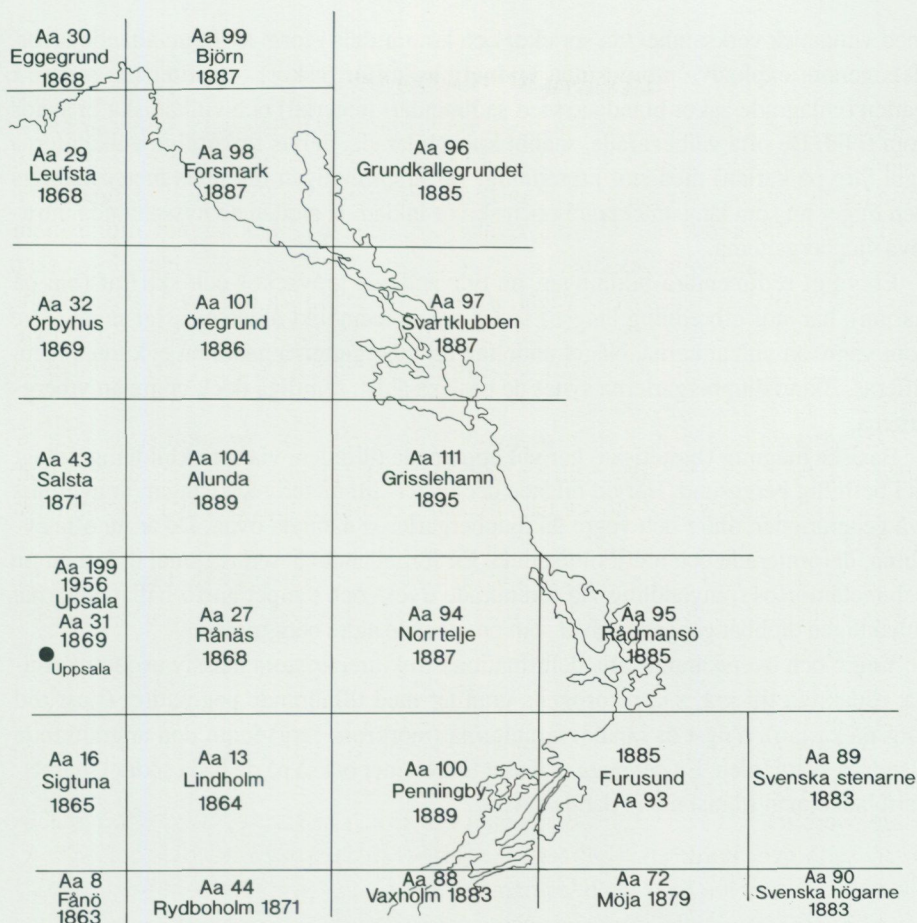 Aa 30
Eggegrund
1868
Aa 99
Björn
1887
Aa 29
Leufsta
1868
Aa 98
Forsmark
1887
Aa 96
Grundkallegrundet
1885
Aa 32
Örbyhus
1869
Aa 101
Öregrund
1886
Aa 97
Svartklubben
1887
Aa 43
Salsta
1871
Aa 104
Alunda
1889
Aa 111
Grisslehamn
1895
Aa 199
1956
Upsala
Aa 31
1869
Uppsala
Aa 27
Rånäs
1868
Aa 94
Norrtelje
1887
Aa 95
Rådmansö
1885
Aa 16
Sigtuna
1865
Aa 13
Lindholm
1864
Aa 100
Penningby
1889
1885
Furusund
Aa 93
Aa 89
Svenska stenarne
1883
Aa 8
Fånö
1863
Aa 44
Rydboholm 1871
Aa 88
Vaxholm 1883
Aa 72
Möja 1879
Aa 90
Svenska högarne
1883